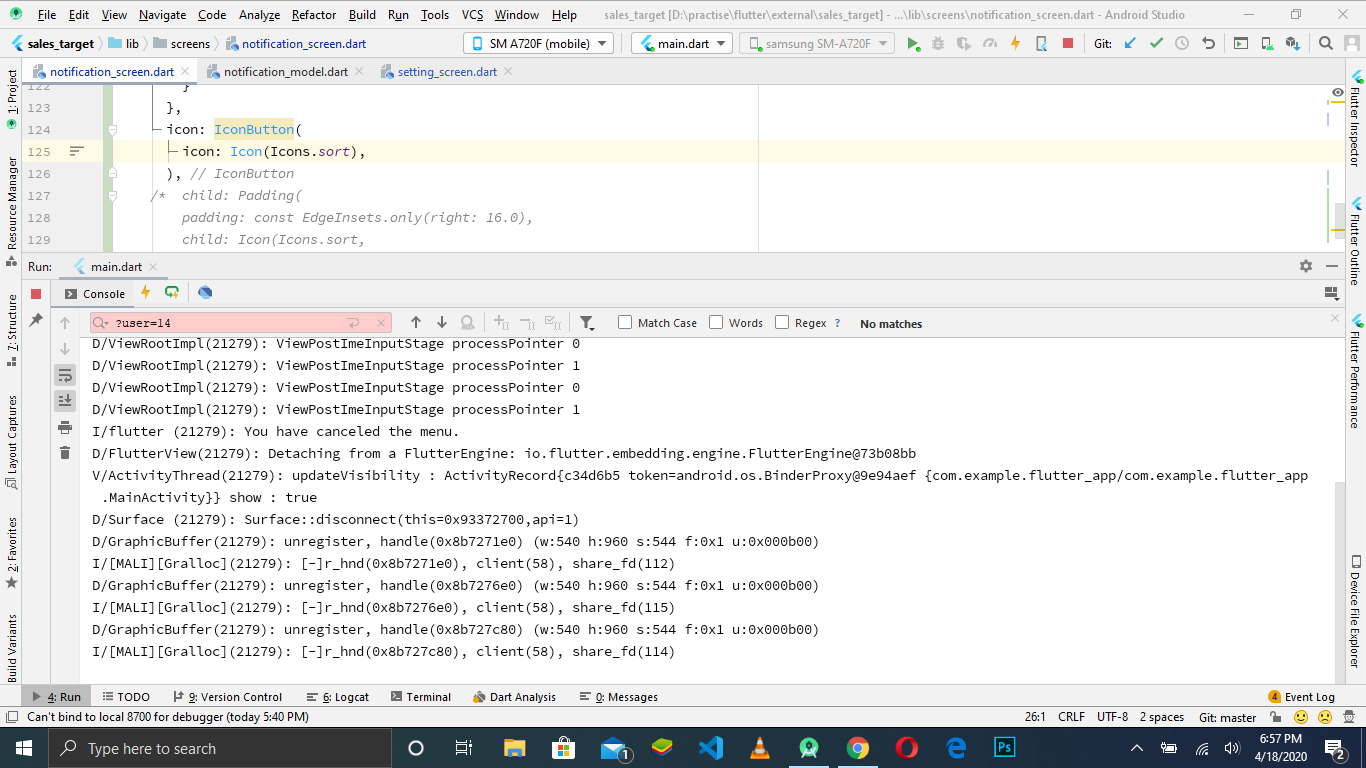 File Edit View Navigate Code Analyze Refactor Build Run Tools VCS Window Help sales_target [D:\practise\flutter\external\sales_target] - ...\lib\screens\notification_screen.dart - Android Studio
sales_target lib screens notification_screen.dart SM A720F (mobile) main.dart samsung SM-A720F Git:
notification_screen.dart notification_model.dart setting_screen.dart
122 }
123 },
124 icon: IconButton(
125 icon: Icon(Icons.sort),
126 ), // IconButton
127 /* child: Padding(
128 padding: const EdgeInsets.only(right: 16.0),
129 child: Icon(Icons.sort,
Run: main.dart
Console
?user=14 Match Case Words Regex ? No matches
D/ViewRootImpl(21279): ViewPostImeInputStage processPointer 0
D/ViewRootImpl(21279): ViewPostImeInputStage processPointer 1
D/ViewRootImpl(21279): ViewPostImeInputStage processPointer 0
D/ViewRootImpl(21279): ViewPostImeInputStage processPointer 1
I/flutter (21279): You have canceled the menu.
D/FlutterView(21279): Detaching from a FlutterEngine: io.flutter.embedding.engine.FlutterEngine@73b08bb
V/ActivityThread(21279): updateVisibility : ActivityRecord{c34d6b5 token=android.os.BinderProxy@9e94aef {com.example.flutter_app/com.example.flutter_app
.MainActivity}} show : true
D/Surface (21279): Surface::disconnect(this=0x93372700,api=1)
D/GraphicBuffer(21279): unregister, handle(0x8b7271e0) (w:540 h:960 s:544 f:0x1 u:0x000b00)
I/[MALI][Gralloc](21279): [-]r_hnd(0x8b7271e0), client(58), share_fd(112)
D/GraphicBuffer(21279): unregister, handle(0x8b7276e0) (w:540 h:960 s:544 f:0x1 u:0x000b00)
I/[MALI][Gralloc](21279): [-]r_hnd(0x8b7276e0), client(58), share_fd(115)
D/GraphicBuffer(21279): unregister, handle(0x8b727c80) (w:540 h:960 s:544 f:0x1 u:0x000b00)
I/[MALI][Gralloc](21279): [-]r_hnd(0x8b727c80), client(58), share_fd(114)
1: Project
Resource Manager
7: Structure
Layout Captures
2: Favorites
Build Variants
Flutter Inspector
Flutter Outline
Flutter Performance
Device File Explorer
4: Run TODO 9: Version Control 6: Logcat Terminal Dart Analysis 0: Messages 4 Event Log
Can't bind to local 8700 for debugger (today 5:40 PM) 26:1 CRLF UTF-8 2 spaces Git: master
Type here to search 1 Ps 6:57 PM
4/18/2020 2